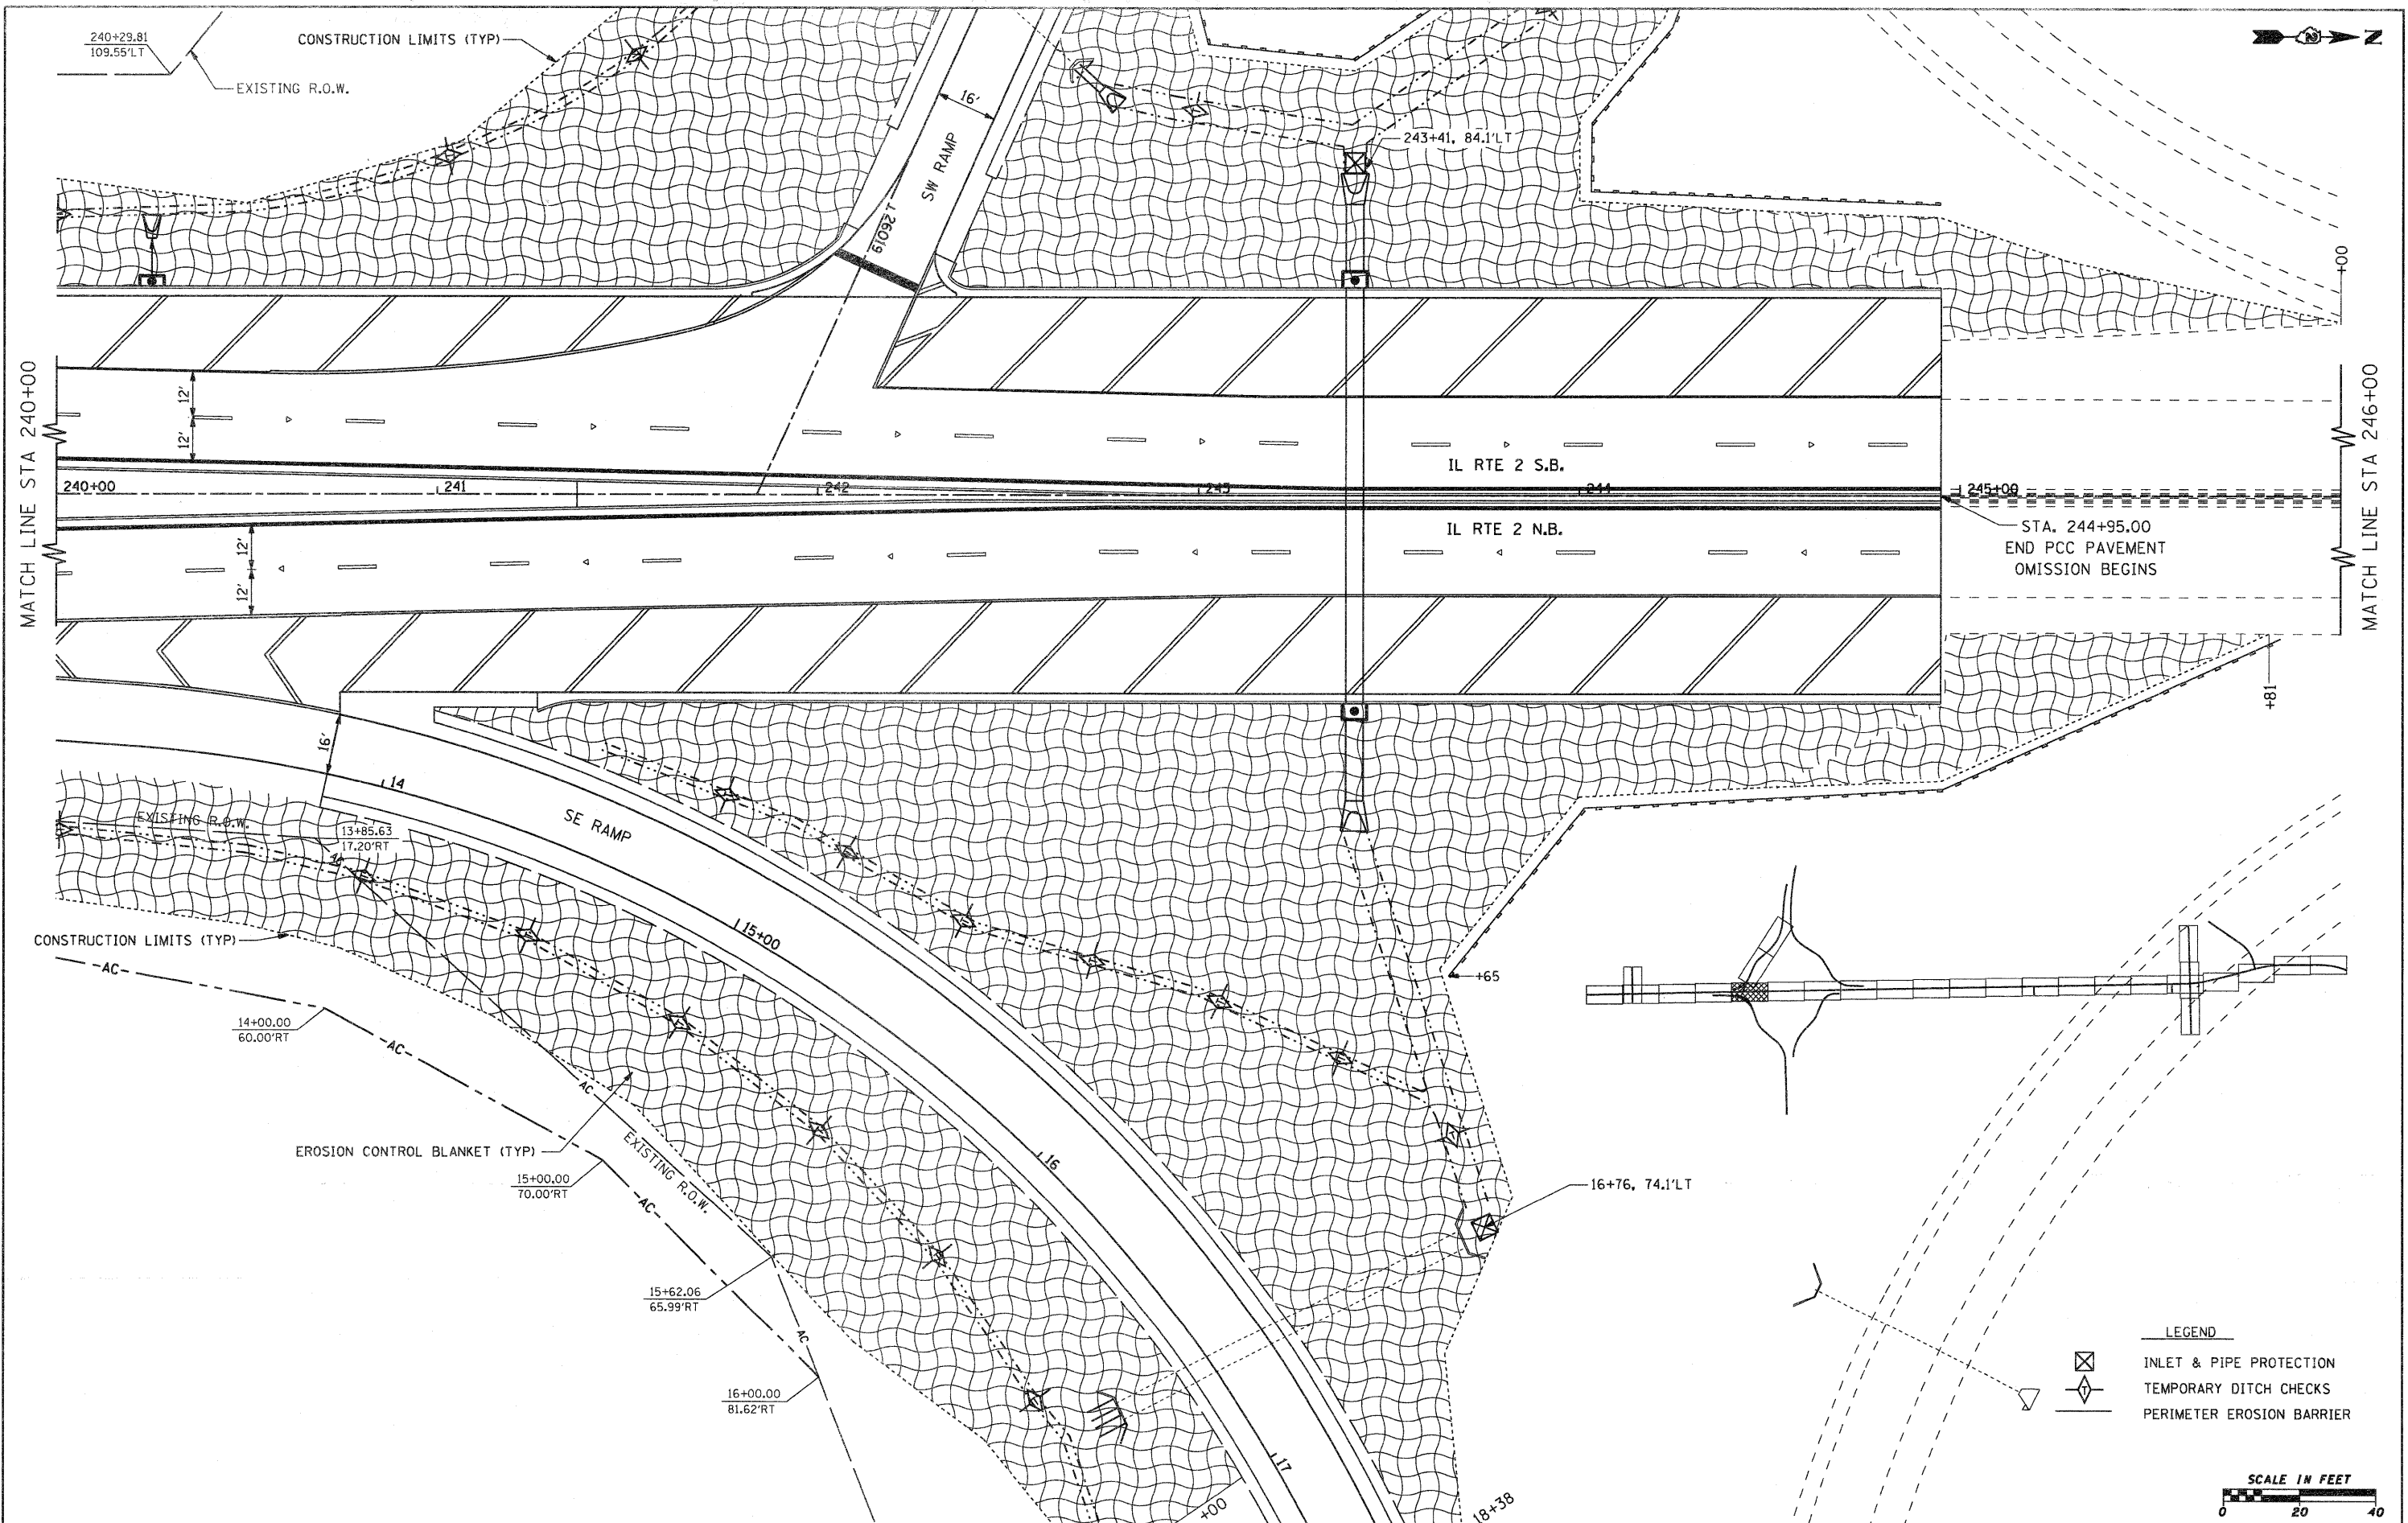 240+29.81
109.55'LT
EXISTING R.O.W.
CONSTRUCTION LIMITS (TYP)
16'
SW RAMP
243+41, 84.1'LT
N
+00
MATCH LINE STA 240+00
12'
12'
IL RTE 2 S.B.
240+00
241
242
243
244
245+00
MATCH LINE STA 246+00
IL RTE 2 N.B.
STA. 244+95.00
END PCC PAVEMENT
OMISSION BEGINS
12'
12'
+81
16'
14
SE RAMP
EXISTING R.O.W.
13+85.63
17.20'RT
AC
CONSTRUCTION LIMITS (TYP)
AC
15+00
+65
14+00.00
60.00'RT
AC
AC
EROSION CONTROL BLANKET (TYP)
EXISTING R.O.W.
16
15+00.00
70.00'RT
AC
16+76, 74.1'LT
15+62.06
65.99'RT
AC
16+00.00
81.62'RT
17
+00
18+38
LEGEND
INLET & PIPE PROTECTION
T TEMPORARY DITCH CHECKS
PERIMETER EROSION BARRIER
SCALE IN FEET
0 20 40